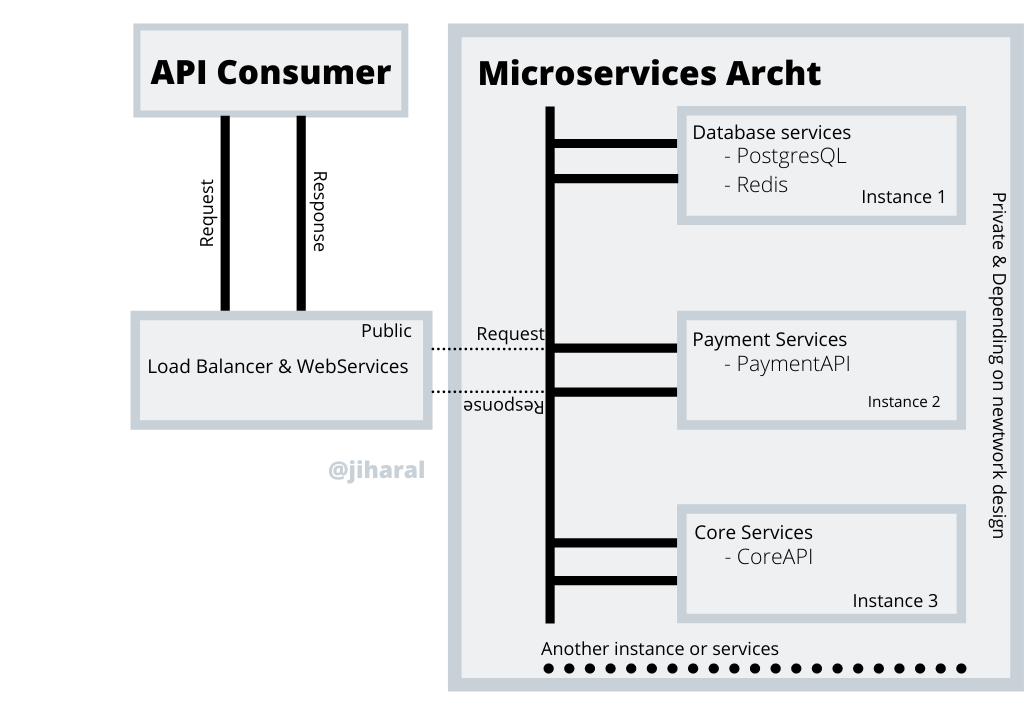 API Consumer
Request
Response
Public
Load Balancer & WebServices
@jiharal
Microservices Archt
Request
Response
Database services
- PostgresQL
- Redis
Instance 1
Payment Services
- PaymentAPI
Instance 2
Core Services
- CoreAPI
Instance 3
Another instance or services
Private & Depending on newtwork design